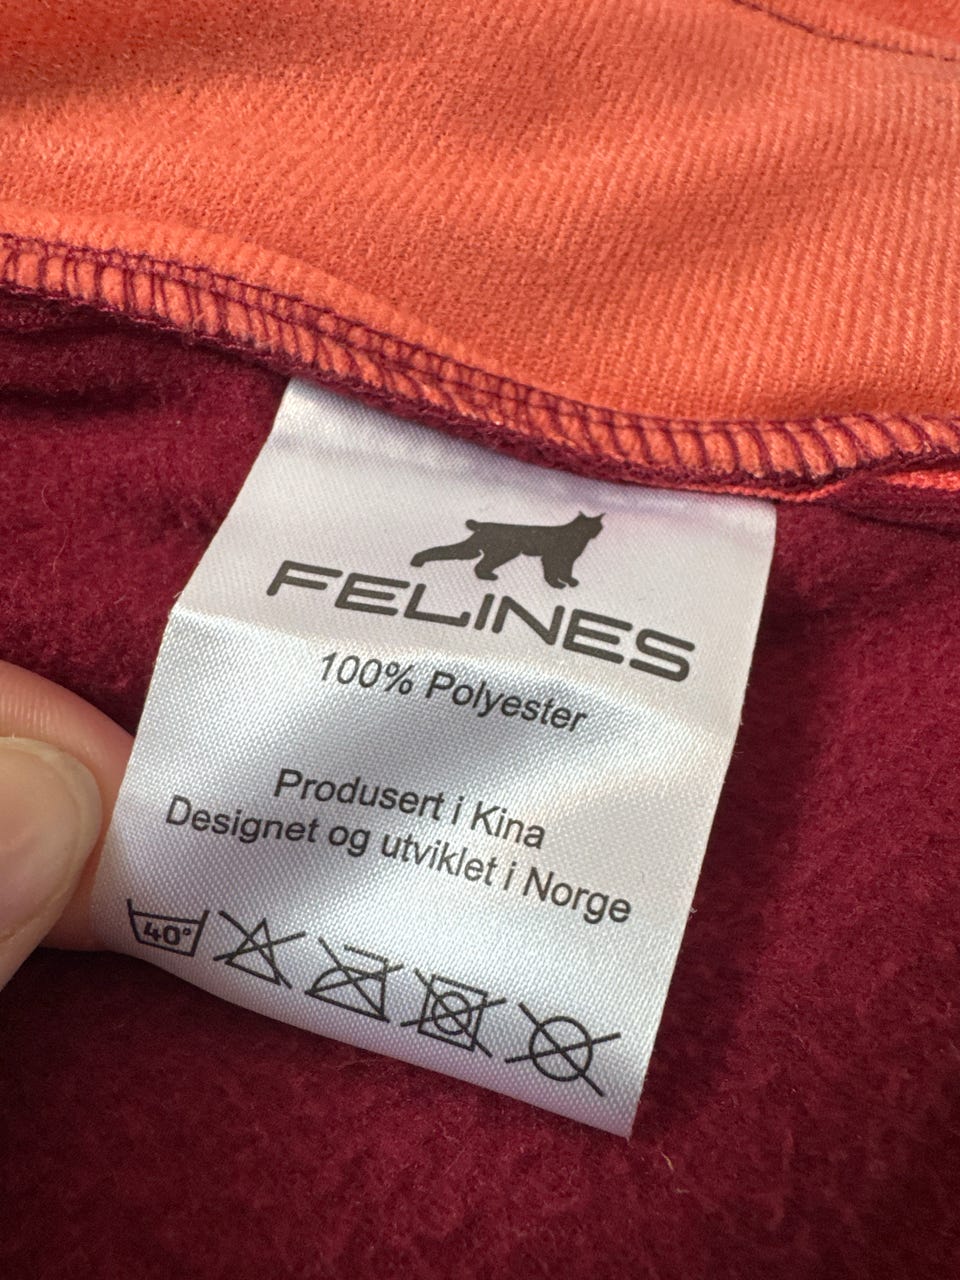 FELINES
100% Polyester
Produsert i Kina
Designet og utviklet i Norge
40°